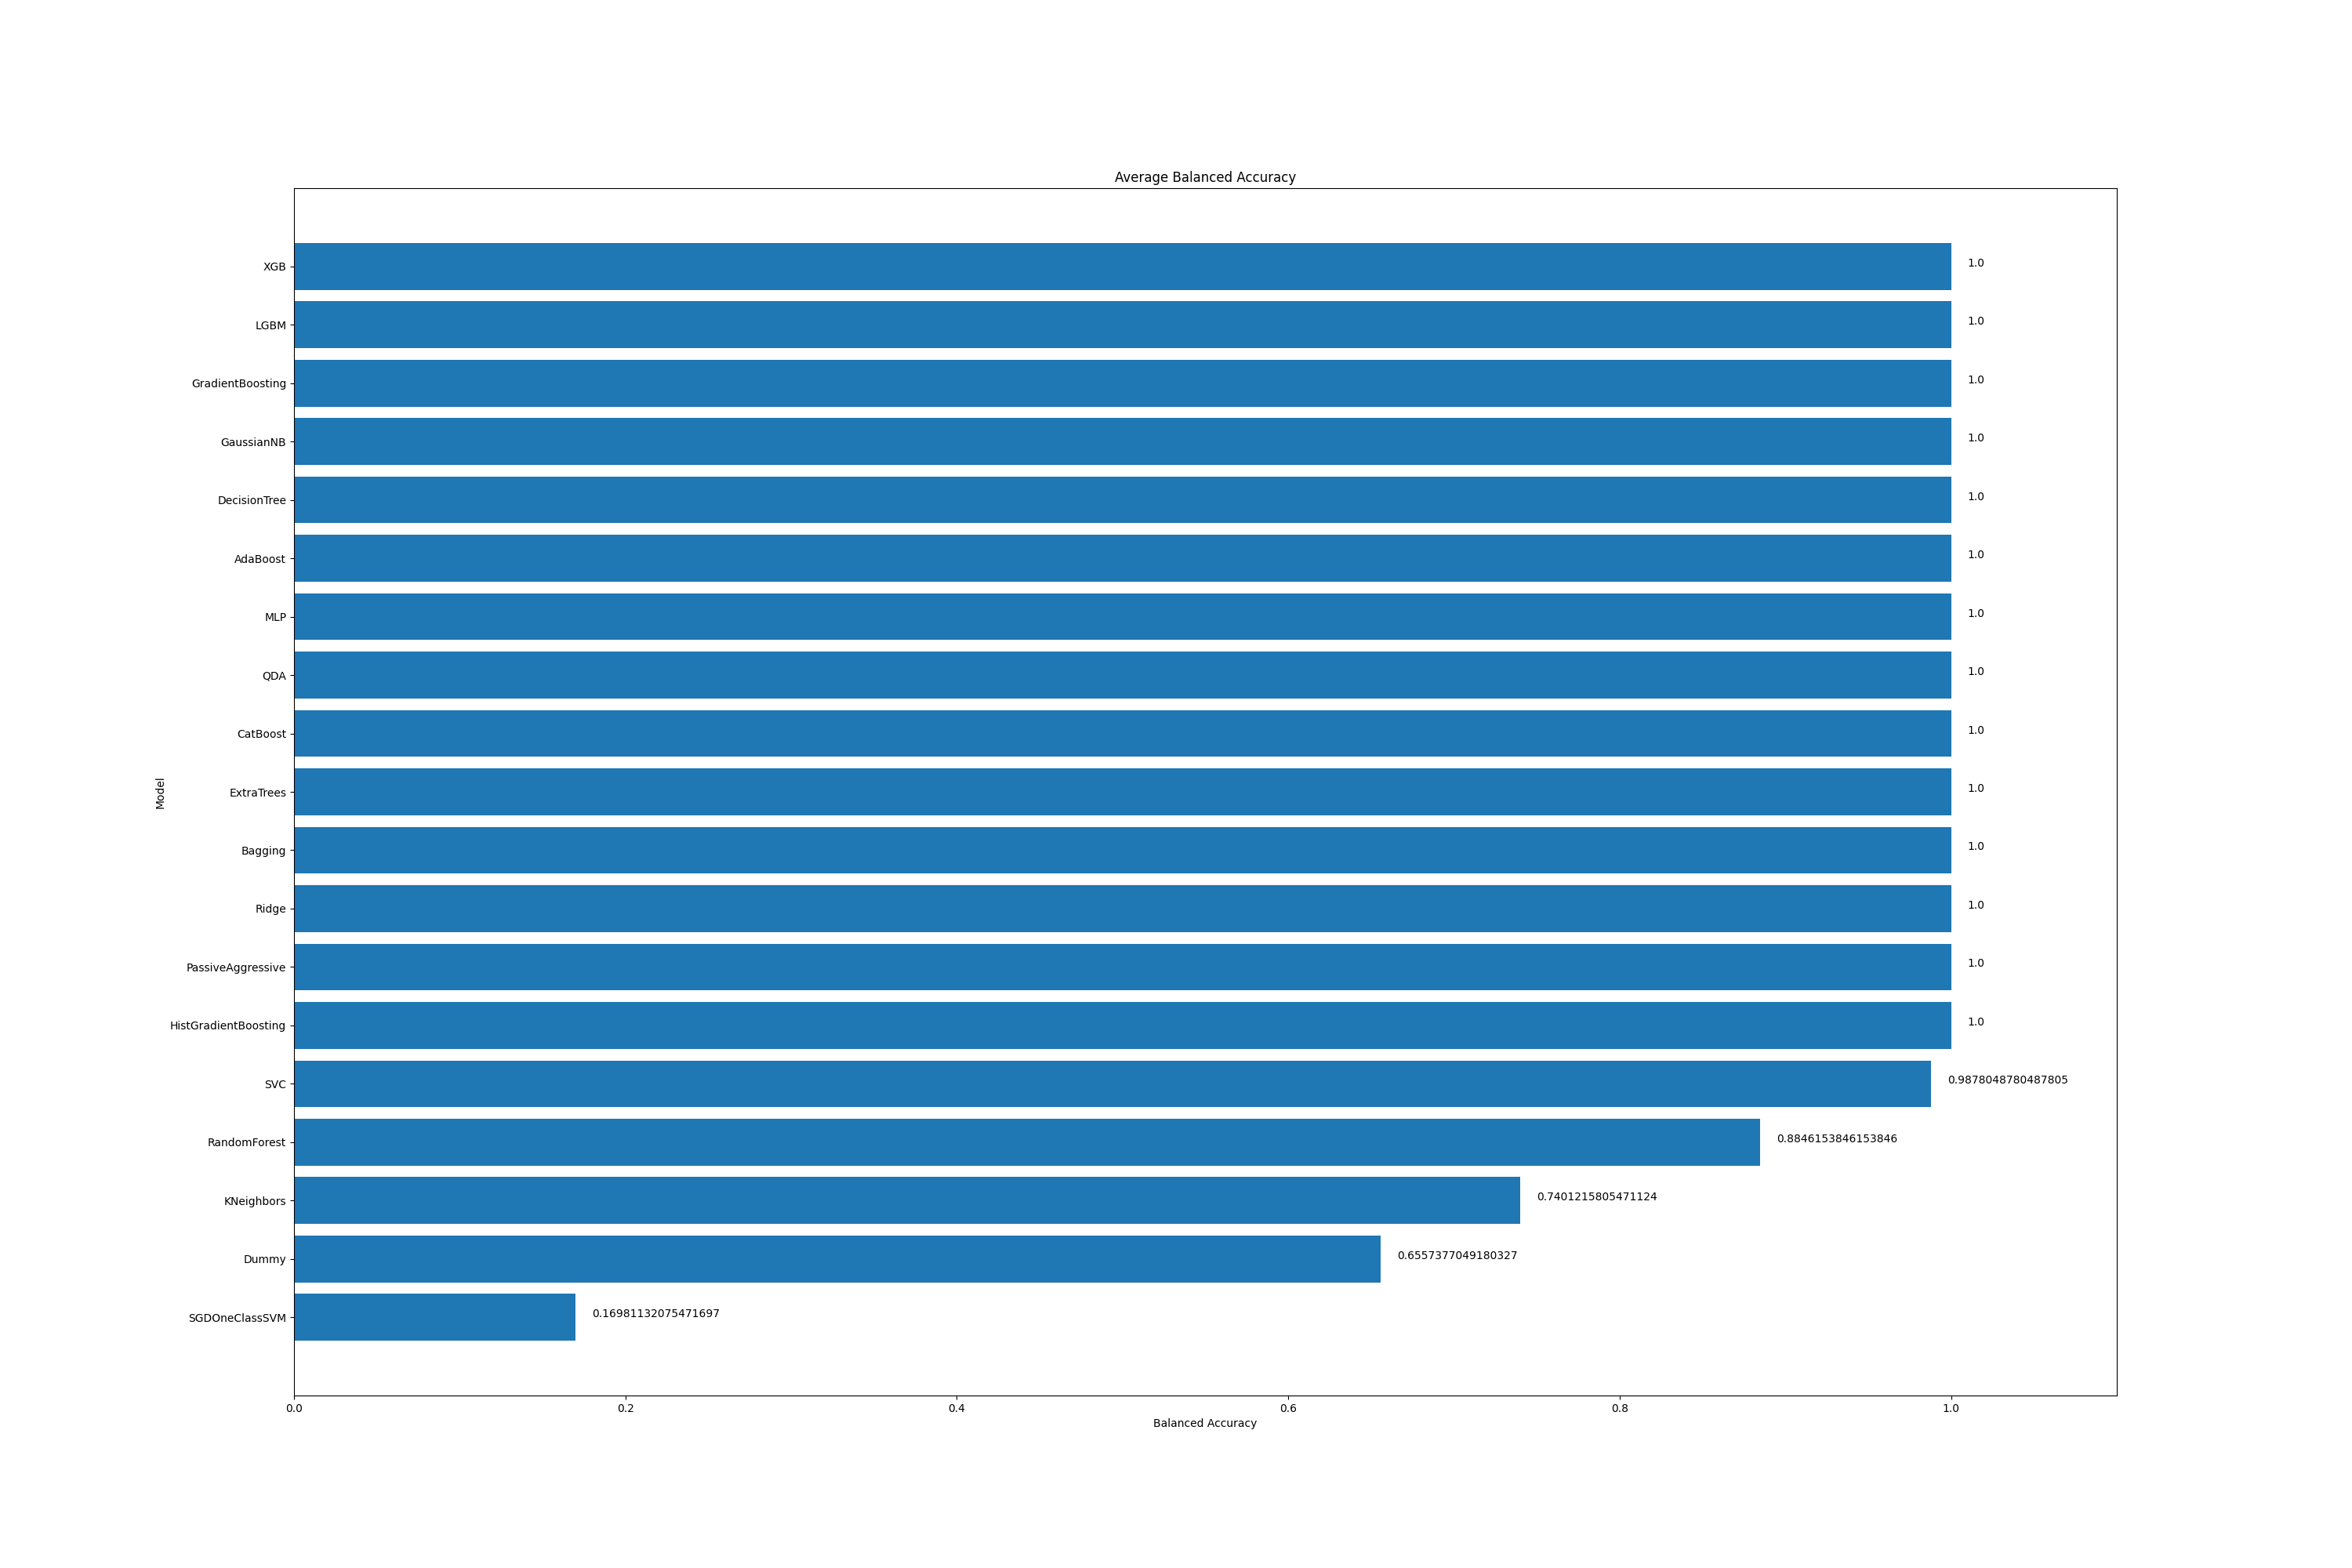 Average Balanced Accuracy
XGB 1.0
LGBM 1.0
GradientBoosting 1.0
GaussianNB 1.0
DecisionTree 1.0
AdaBoost 1.0
MLP 1.0
QDA 1.0
CatBoost 1.0
Model
ExtraTrees 1.0
Bagging 1.0
Ridge 1.0
PassiveAggressive 1.0
HistGradientBoosting 1.0
SVC 0.9878048780487805
RandomForest 0.8846153846153846
KNeighbors 0.7401215805471124
Dummy 0.6557377049180327
SGDOneClassSVM 0.16981132075471697
0.0 0.2 0.4 0.6 0.8 1.0
Balanced Accuracy